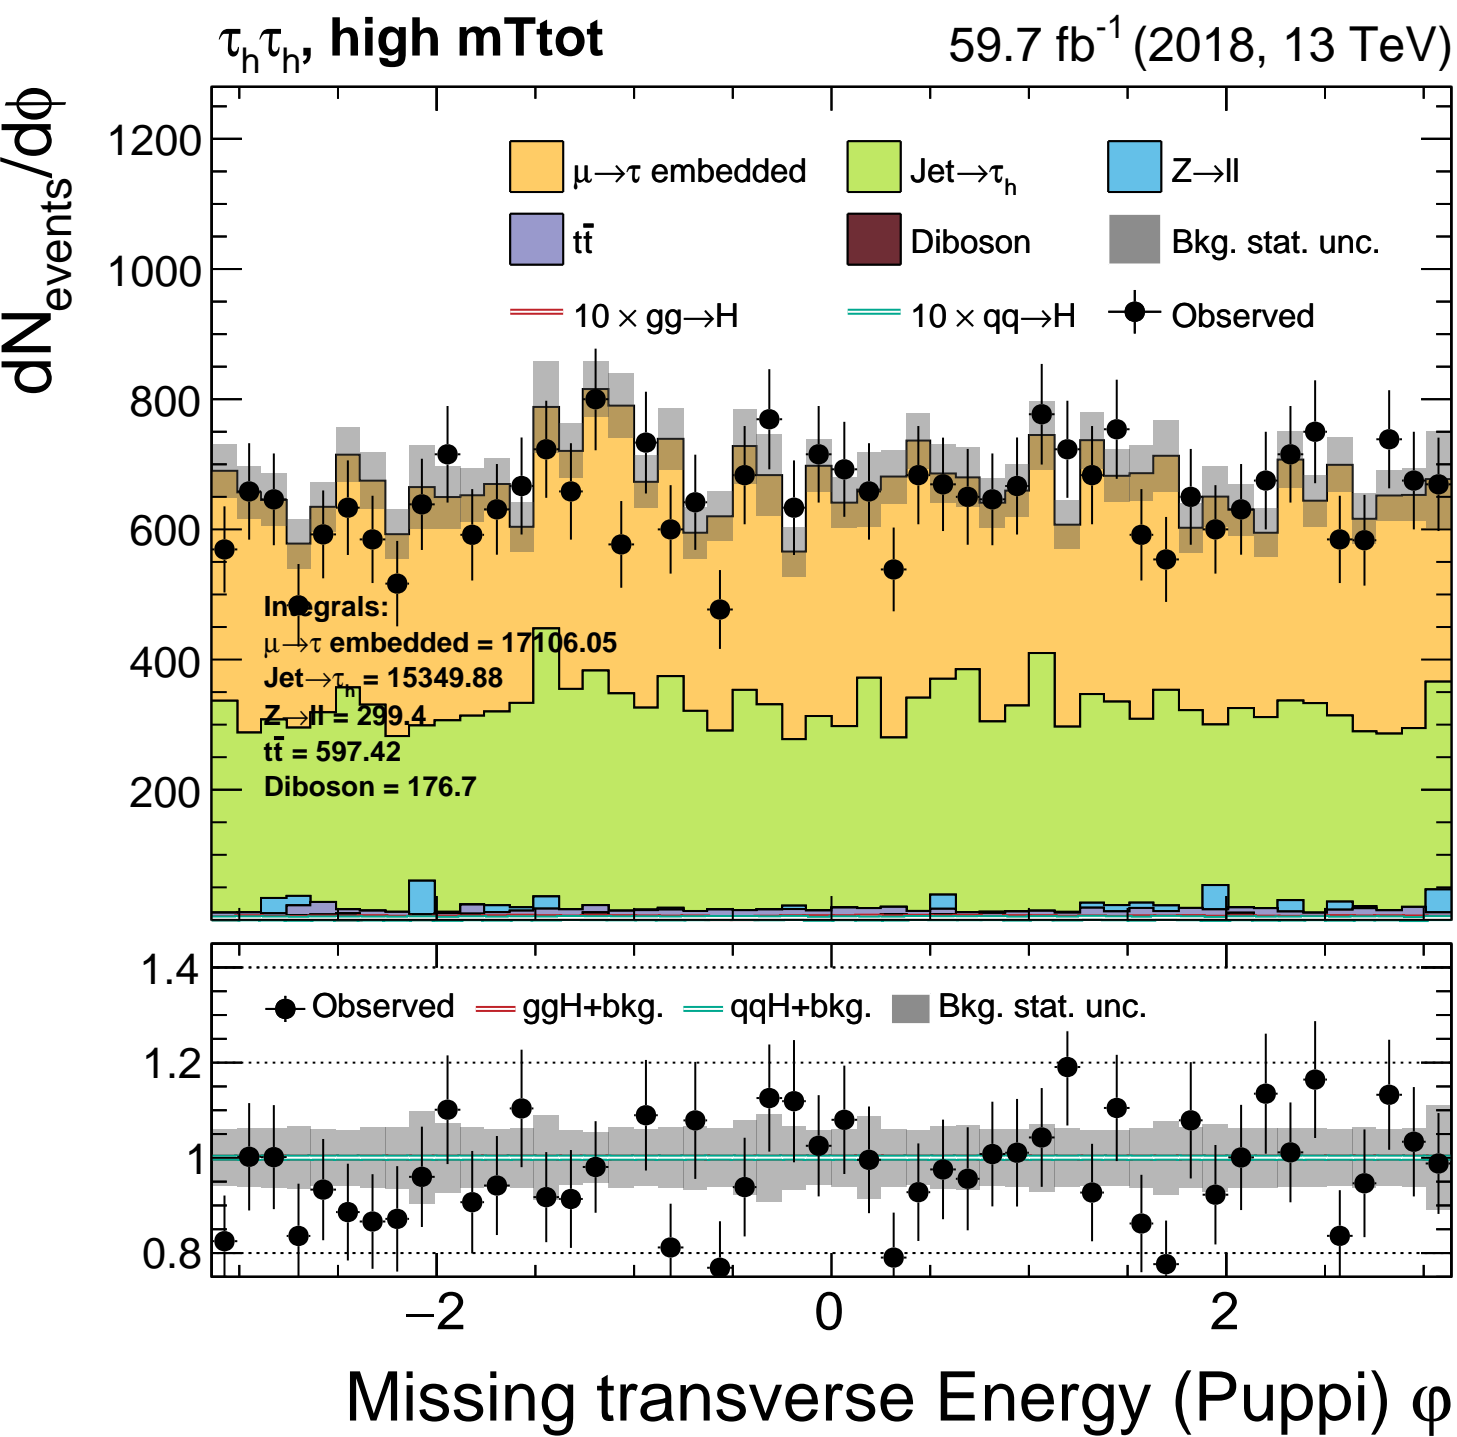 τhτh, high mTtot 59.7 fb-1 (2018, 13 TeV)
dNevents/dϕ
1200
1000
800
600
400
200
μ→τ embedded Jet→τh Z→ll
tt̄ Diboson Bkg. stat. unc.
10 × gg→H 10 × qq→H Observed
Integrals:
μ→τ embedded = 17106.05
Jet→τh = 15349.88
Z→ll = 299.4
tt̄ = 597.42
Diboson = 176.7
1.4
1.2
1
0.8
Observed ggH+bkg. qqH+bkg. Bkg. stat. unc.
−2 0 2
Missing transverse Energy (Puppi) φ